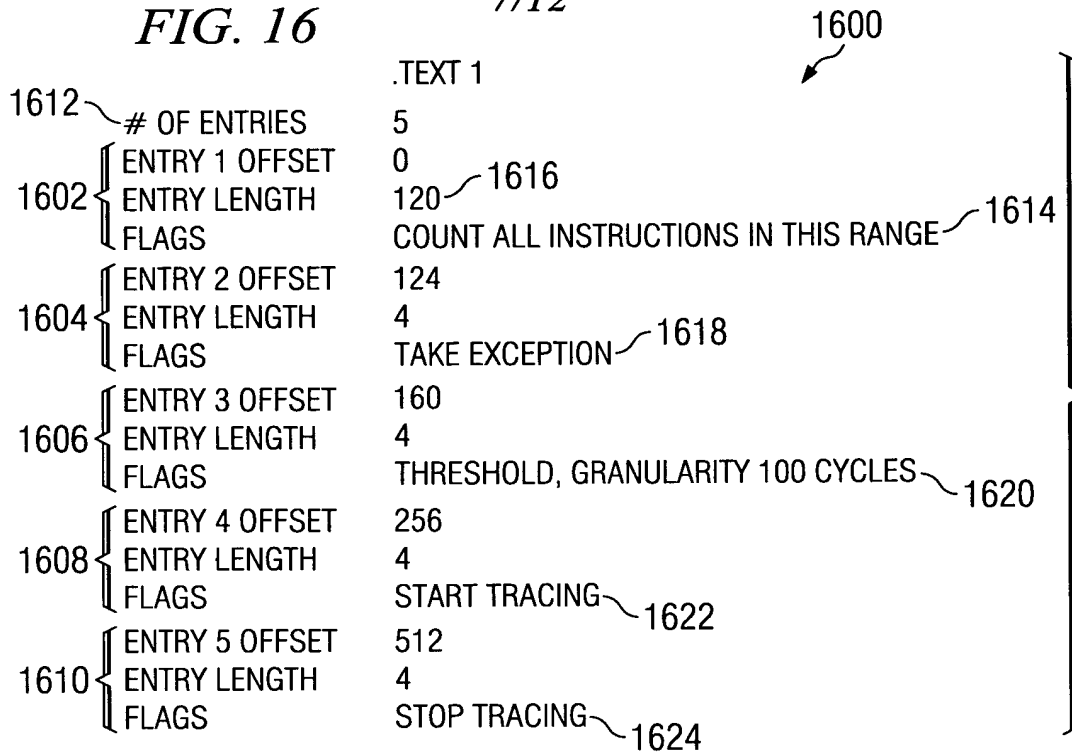 FIG. 16
7/12
1600
.TEXT 1
1612 # OF ENTRIES 5
ENTRY 1 OFFSET 0
1602 ENTRY LENGTH 120 1616
FLAGS COUNT ALL INSTRUCTIONS IN THIS RANGE 1614
ENTRY 2 OFFSET 124
1604 ENTRY LENGTH 4
FLAGS TAKE EXCEPTION 1618
ENTRY 3 OFFSET 160
1606 ENTRY LENGTH 4
FLAGS THRESHOLD, GRANULARITY 100 CYCLES 1620
ENTRY 4 OFFSET 256
1608 ENTRY LENGTH 4
FLAGS START TRACING 1622
ENTRY 5 OFFSET 512
1610 ENTRY LENGTH 4
FLAGS STOP TRACING 1624